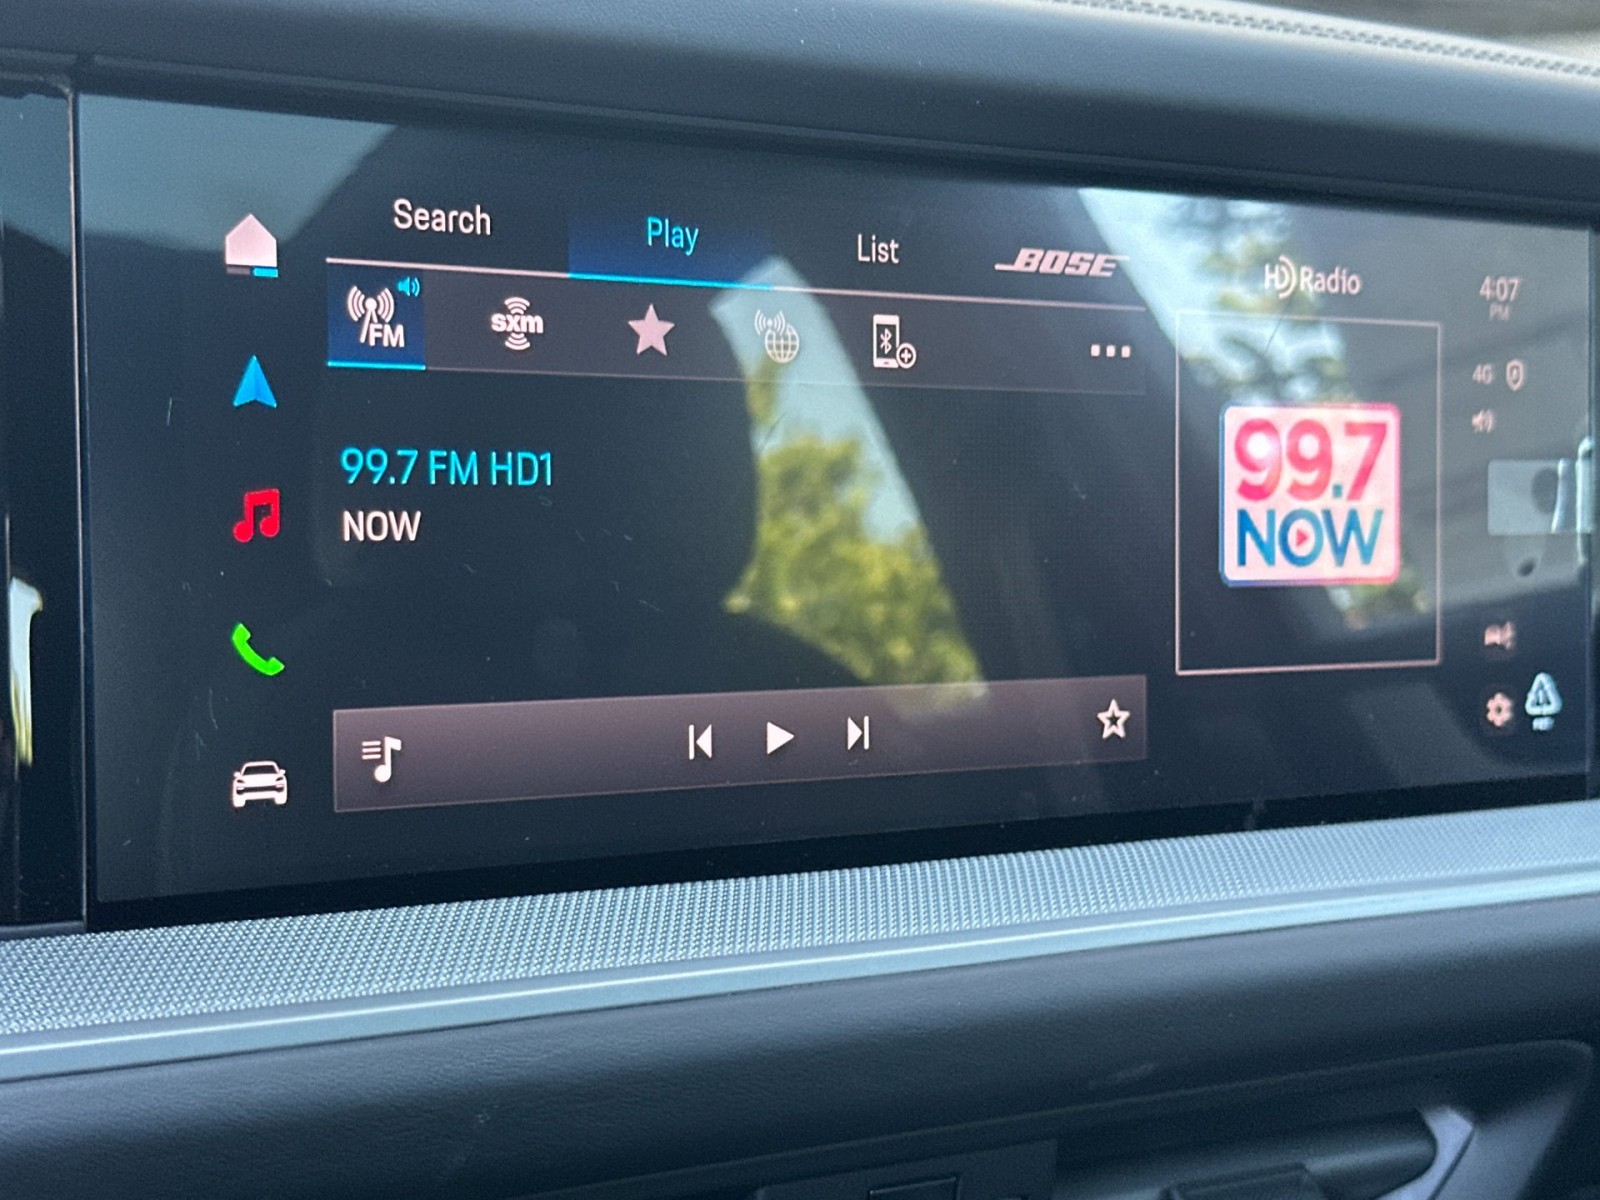 Search
Play
List
BOSE
HD Radio
4:07
PM
FM
sxm
4G
99.7 FM HD1
NOW
99.7
NOW